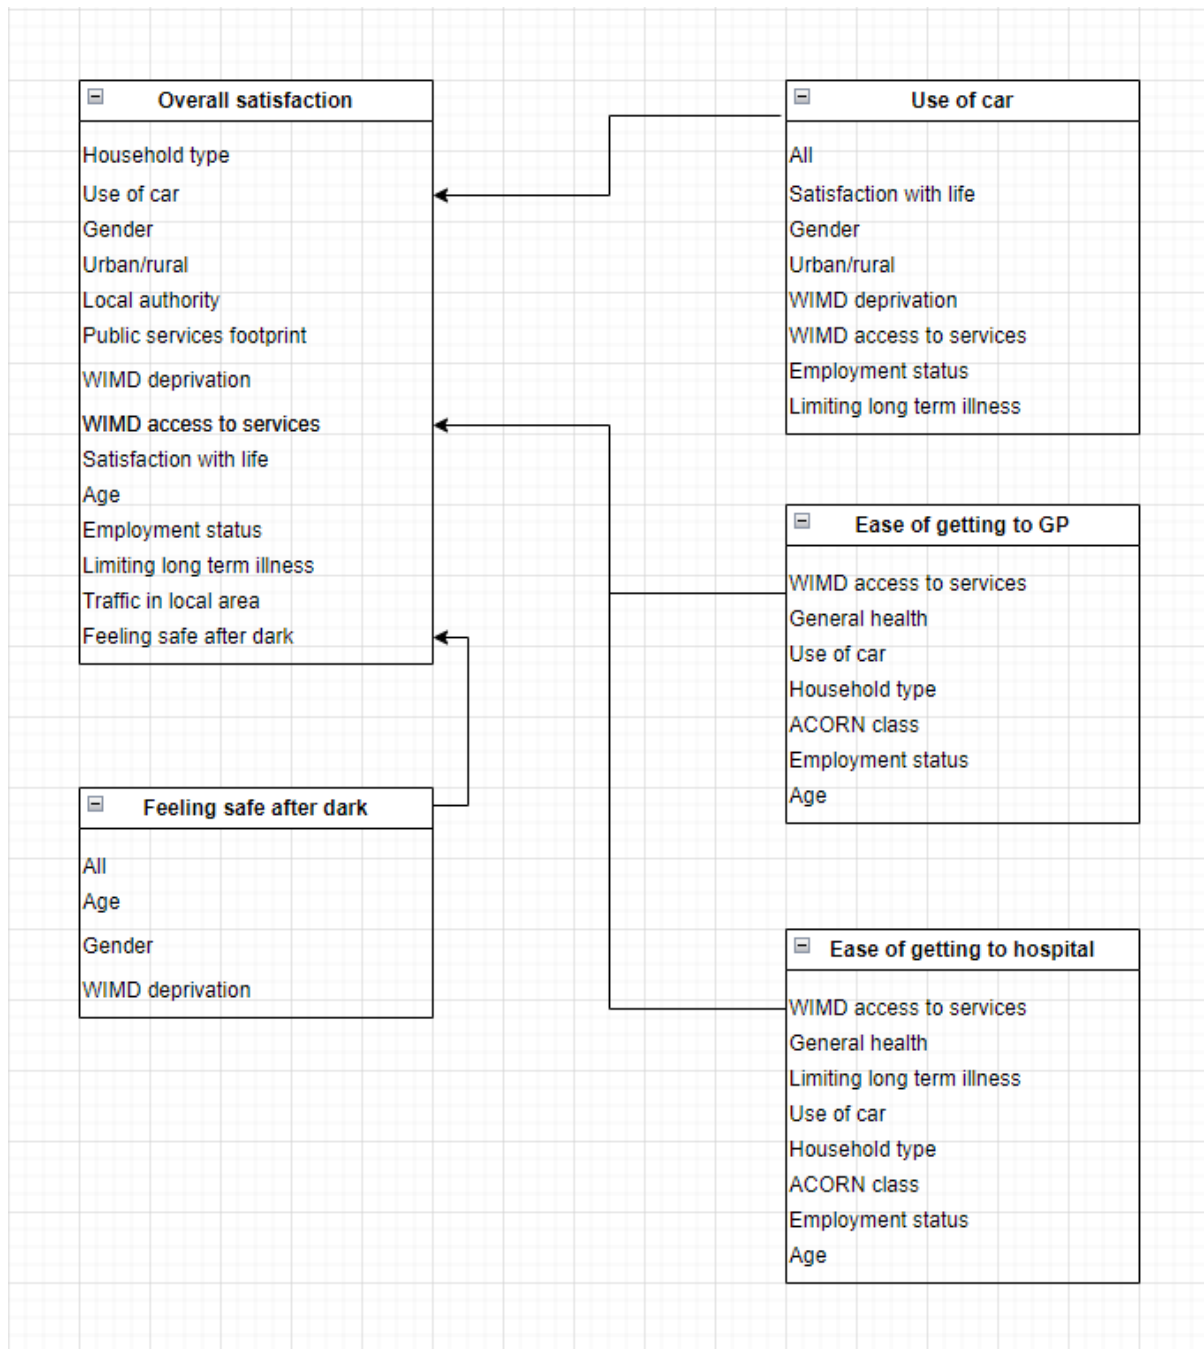 Overall satisfaction
Household type
Use of car
Gender
Urban/rural
Local authority
Public services footprint
WIMD deprivation
WIMD access to services
Satisfaction with life
Age
Employment status
Limiting long term illness
Traffic in local area
Feeling safe after dark
Feeling safe after dark
All
Age
Gender
WIMD deprivation
Use of car
All
Satisfaction with life
Gender
Urban/rural
WIMD deprivation
WIMD access to services
Employment status
Limiting long term illness
Ease of getting to GP
WIMD access to services
General health
Use of car
Household type
ACORN class
Employment status
Age
Ease of getting to hospital
WIMD access to services
General health
Limiting long term illness
Use of car
Household type
ACORN class
Employment status
Age